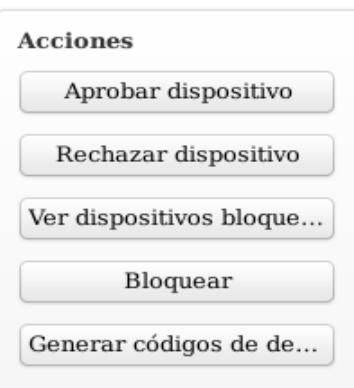 Acciones
Aprobar dispositivo
Rechazar dispositivo
Ver dispositivos bloque...
Bloquear
Generar códigos de de...